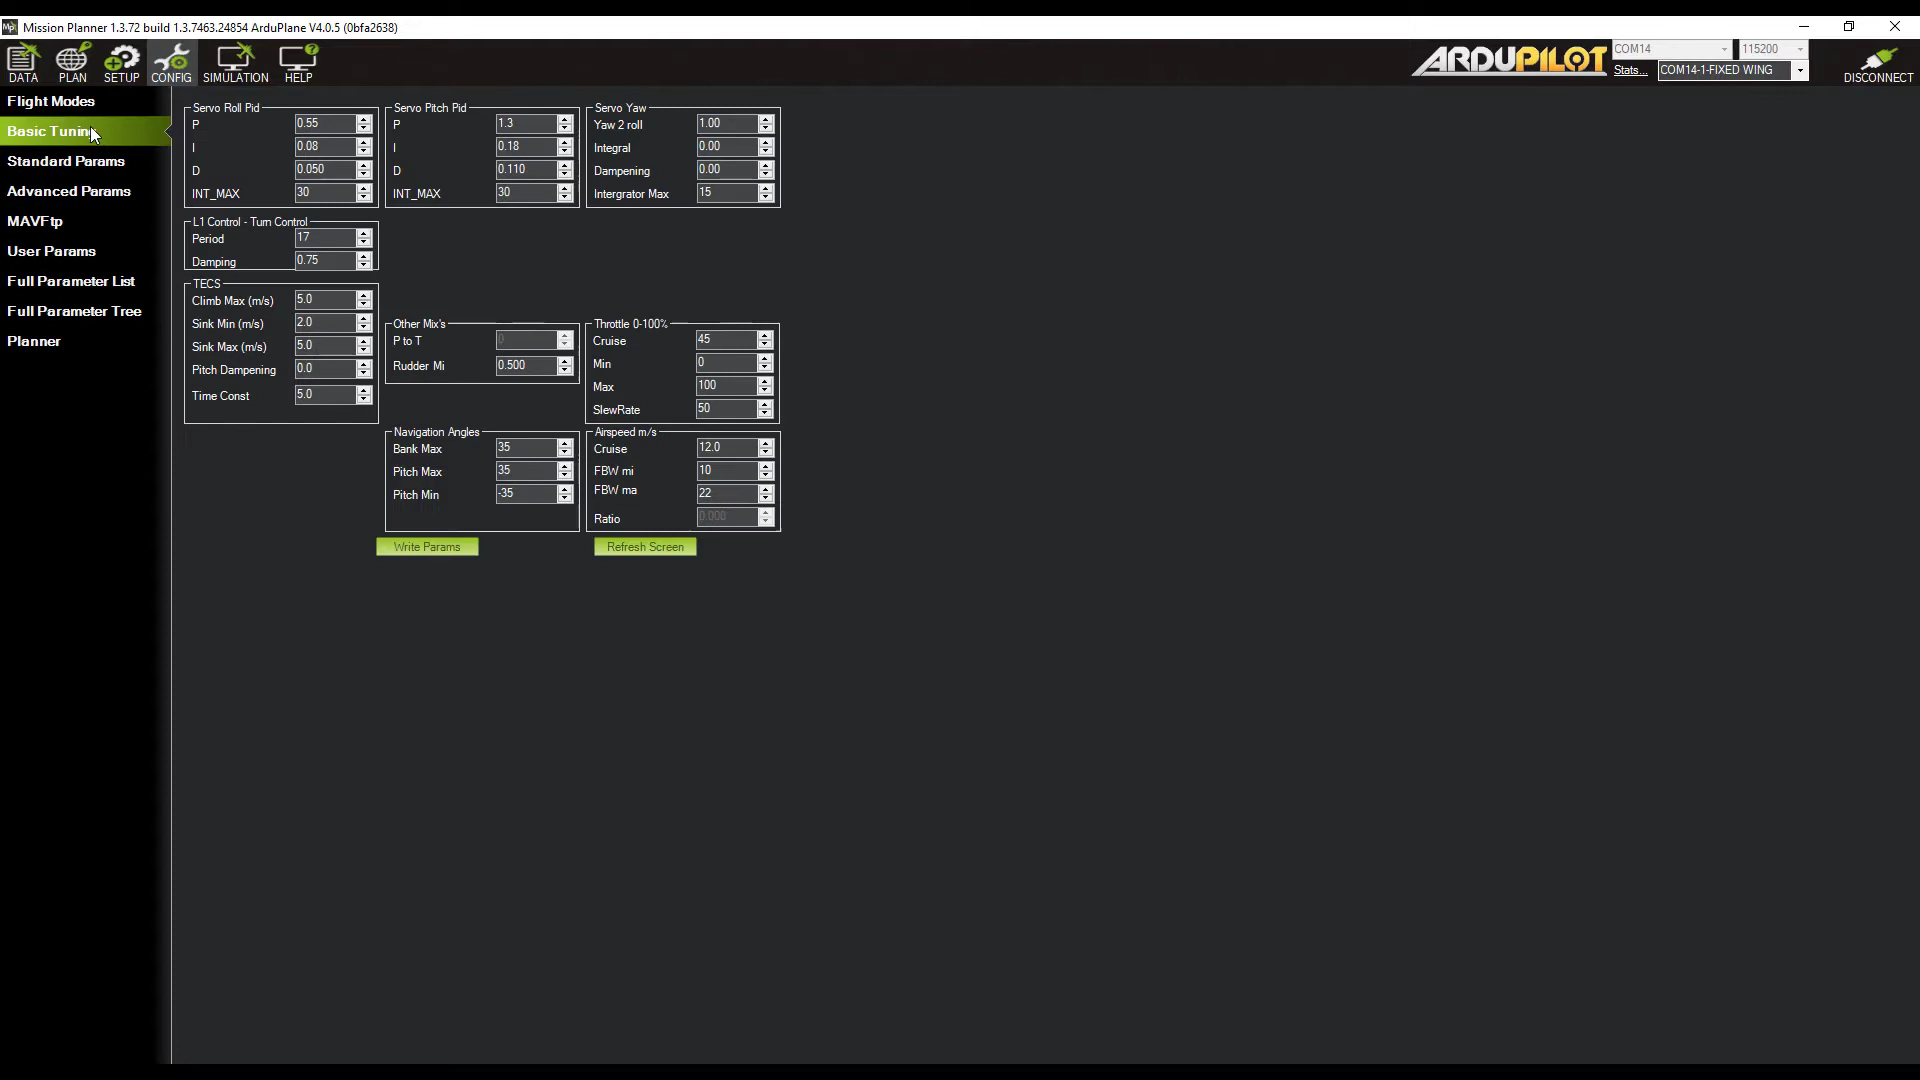 Mission Planner 1.3.72 build 1.3.7463.24854 ArduPlane V4.0.5 (0bfa2638)
DATA PLAN SETUP CONFIG SIMULATION HELP
ARDUPILOT
COM14 115200
Stats... COM14-1-FIXED WING
DISCONNECT
Flight Modes
Basic Tuning
Standard Params
Advanced Params
MAVFtp
User Params
Full Parameter List
Full Parameter Tree
Planner
Servo Roll Pid
P 0.55
I 0.08
D 0.050
INT_MAX 30
Servo Pitch Pid
P 1.3
I 0.18
D 0.110
INT_MAX 30
Servo Yaw
Yaw 2 roll 1.00
Integral 0.00
Dampening 0.00
Intergrator Max 15
L1 Control - Turn Control
Period 17
Damping 0.75
TECS
Climb Max (m/s) 5.0
Sink Min (m/s) 2.0
Sink Max (m/s) 5.0
Pitch Dampening 0.0
Time Const 5.0
Other Mix's
P to T 0
Rudder Mi 0.500
Throttle 0-100%
Cruise 45
Min 0
Max 100
SlewRate 50
Navigation Angles
Bank Max 35
Pitch Max 35
Pitch Min -35
Airspeed m/s
Cruise 12.0
FBW mi 10
FBW ma 22
Ratio 0.000
Write Params
Refresh Screen